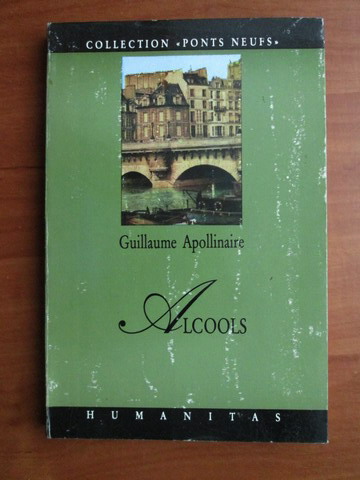 COLLECTION «PONTS NEUFS»
Guillaume Apollinaire
ALCOOLS
HUMANITAS